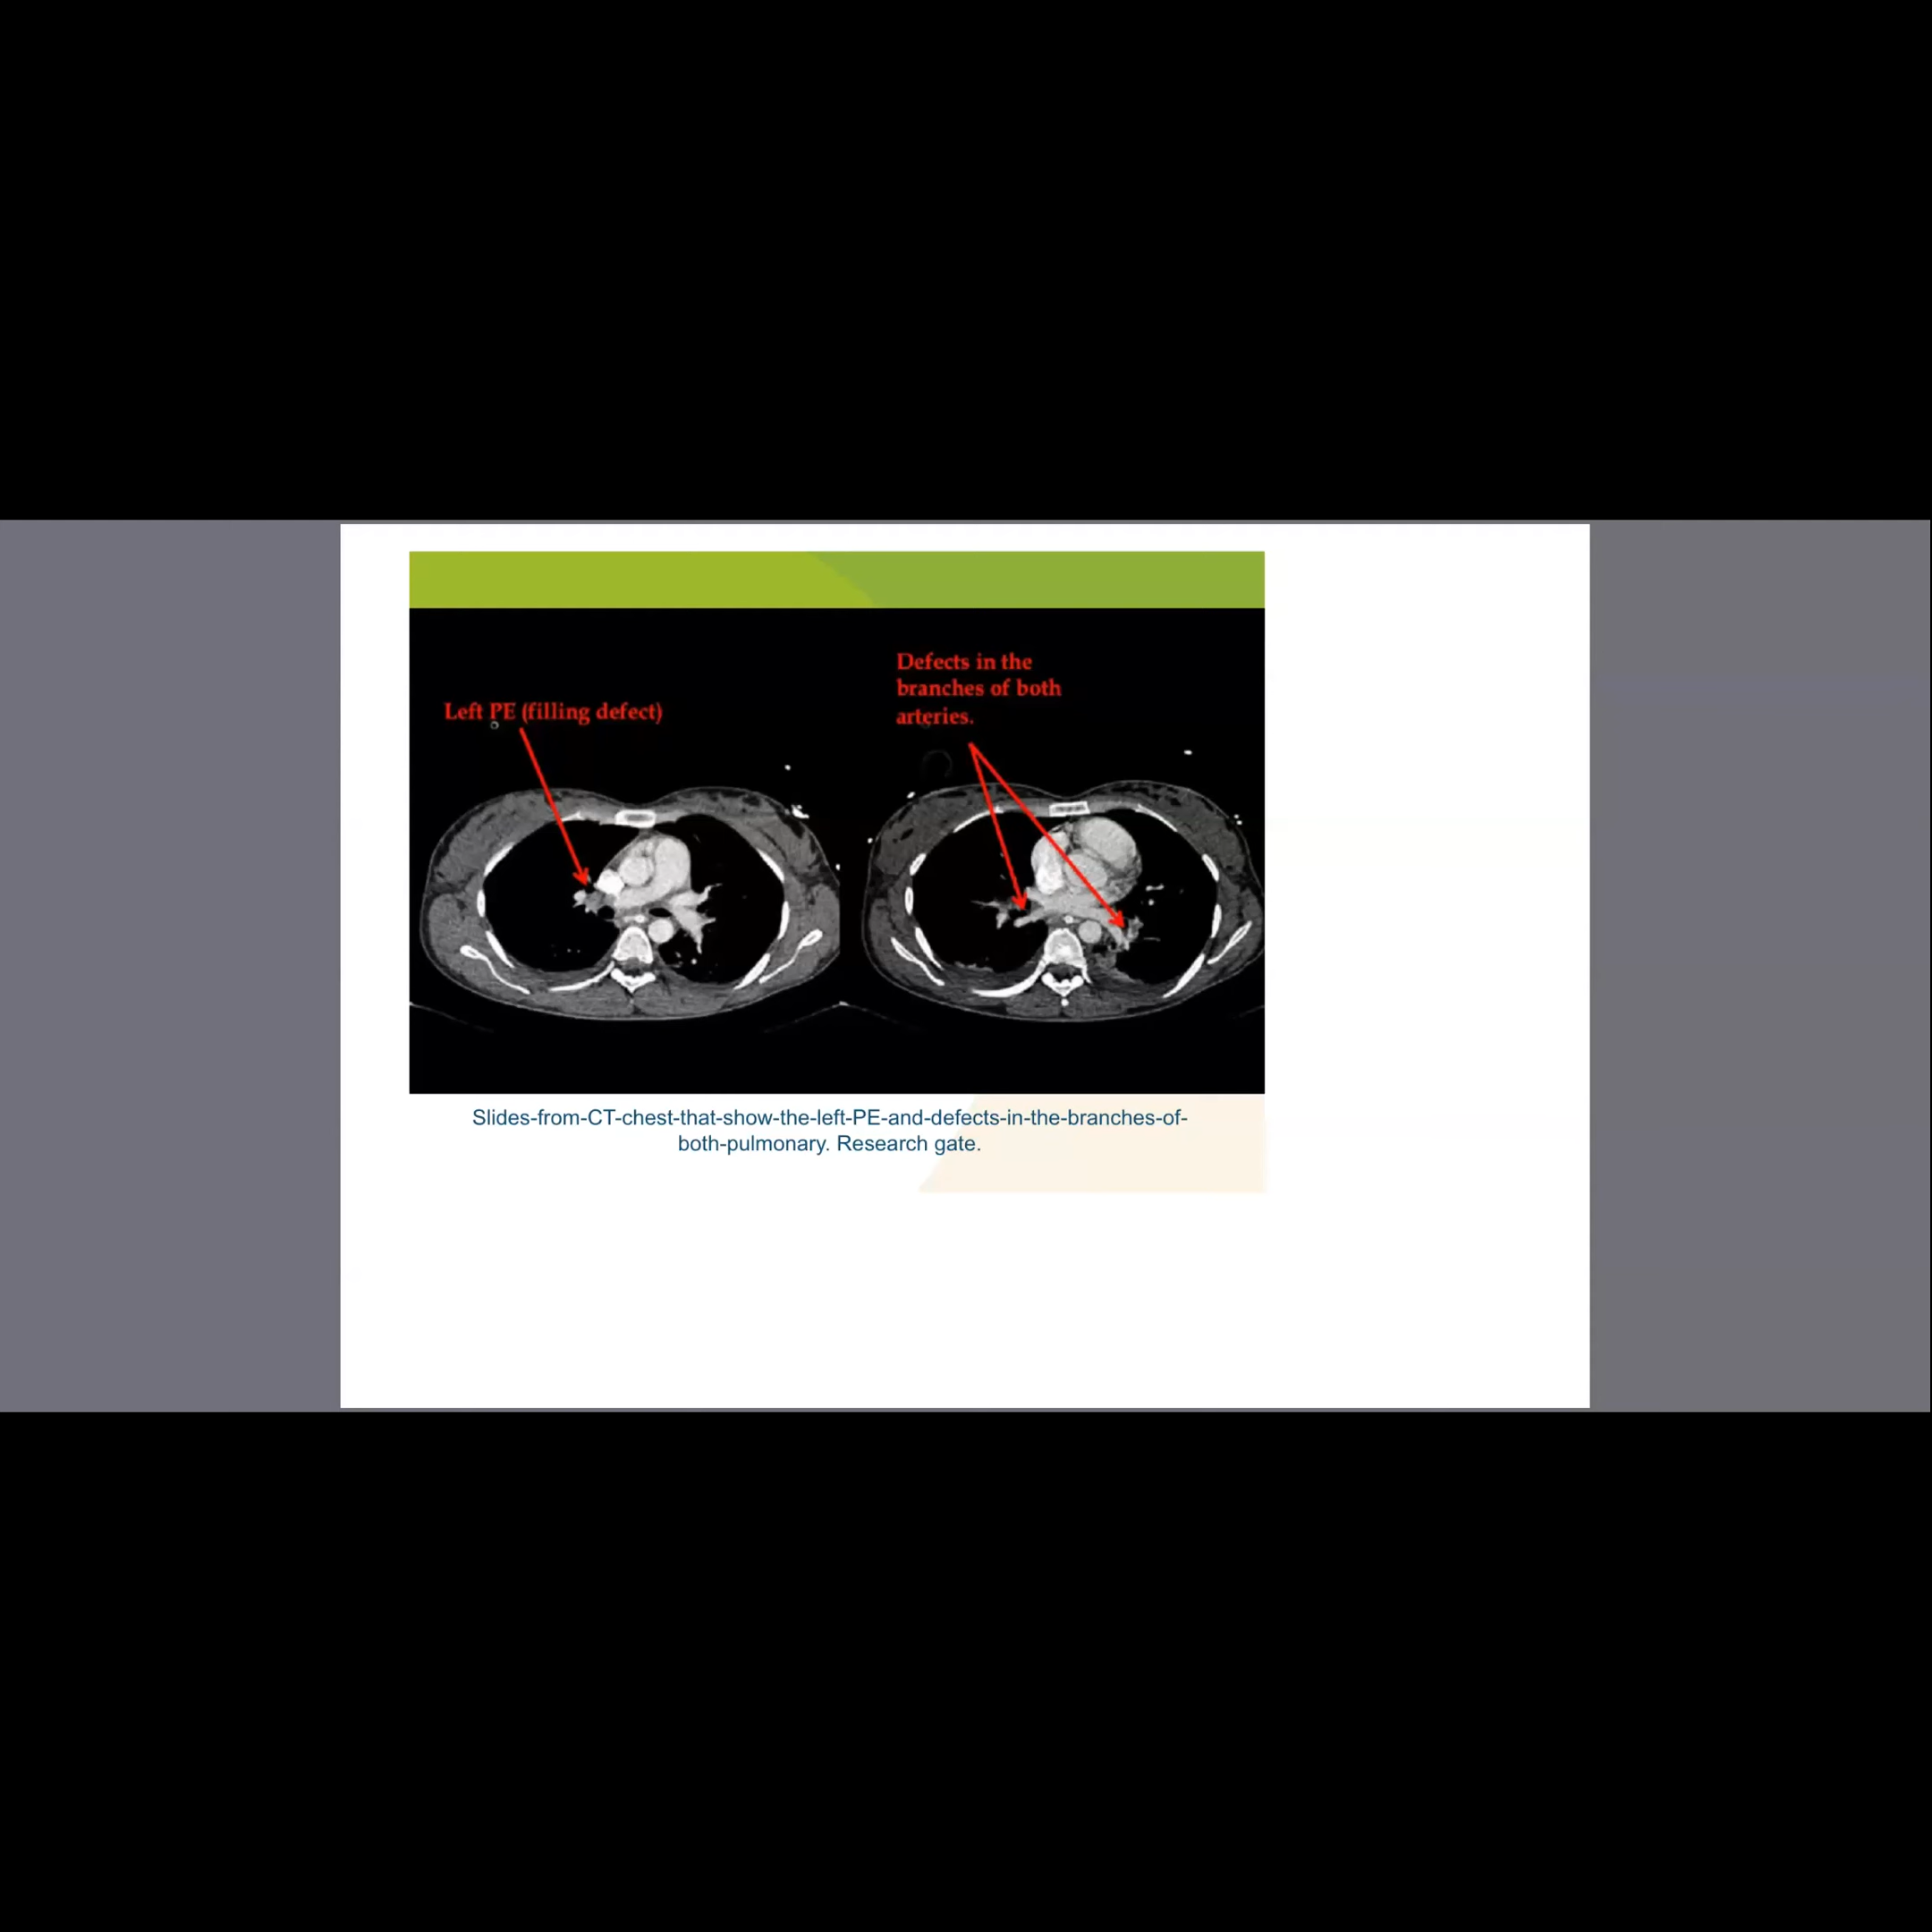 Left PE (filling defect)
Defects in the
branches of both
arteries.
Slides-from-CT-chest-that-show-the-left-PE-and-defects-in-the-branches-of-
both-pulmonary. Research gate.